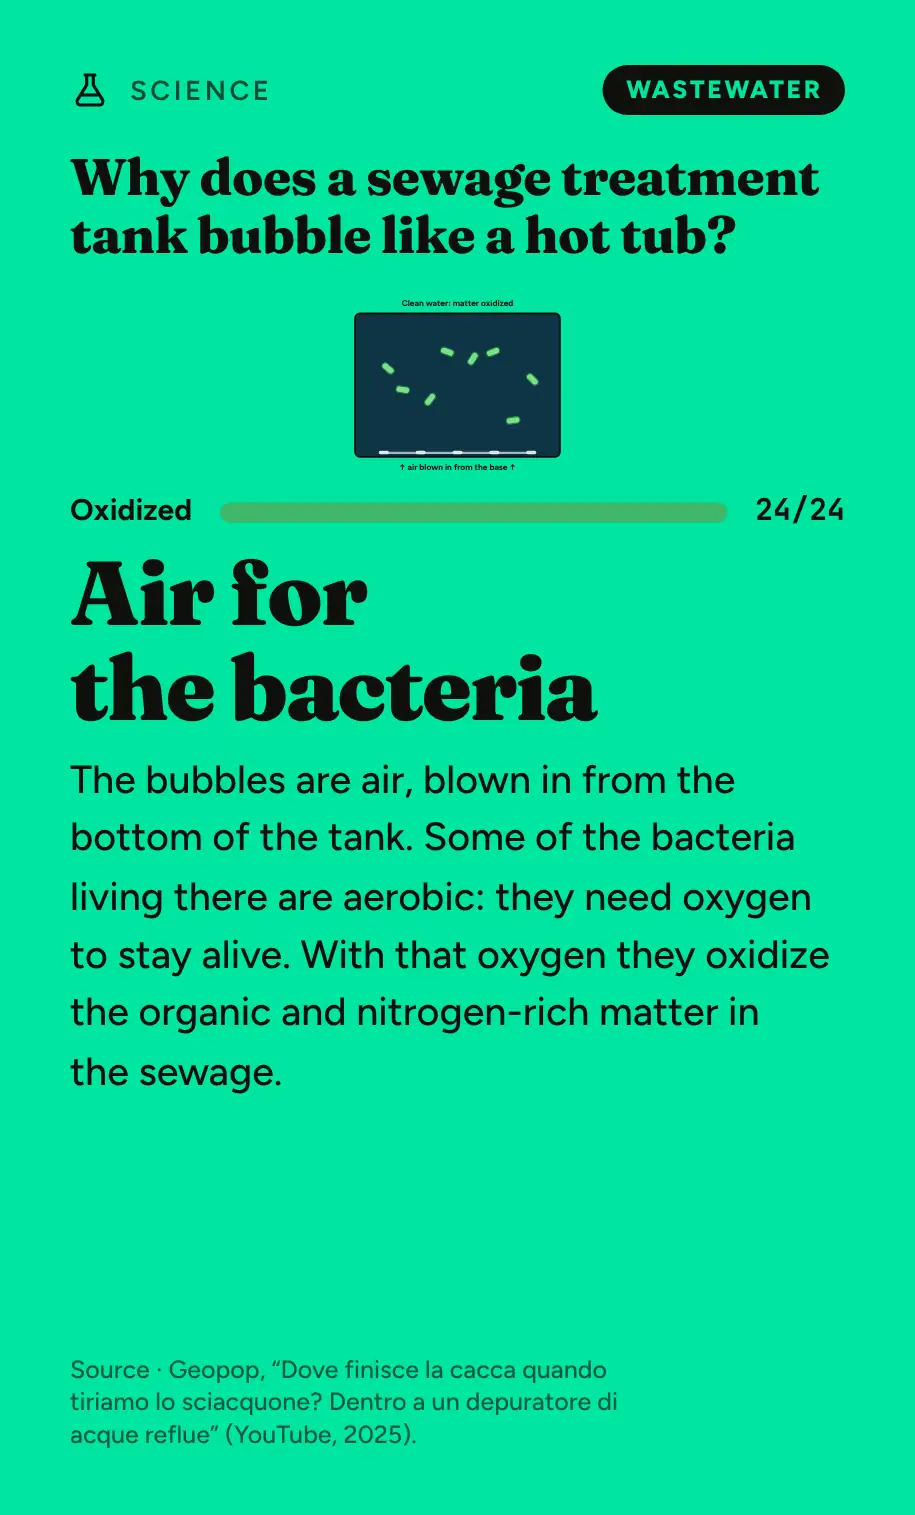 SCIENCE
WASTEWATER
Why does a sewage treatment
tank bubble like a hot tub?
Clean water: matter oxidized
↑ air blown in from the base ↑
Oxidized
24/24
Air for
the bacteria
The bubbles are air, blown in from the
bottom of the tank. Some of the bacteria
living there are aerobic: they need oxygen
to stay alive. With that oxygen they oxidize
the organic and nitrogen-rich matter in
the sewage.
Source · Geopop, “Dove finisce la cacca quando
tiriamo lo sciacquone? Dentro a un depuratore di
acque reflue” (YouTube, 2025).